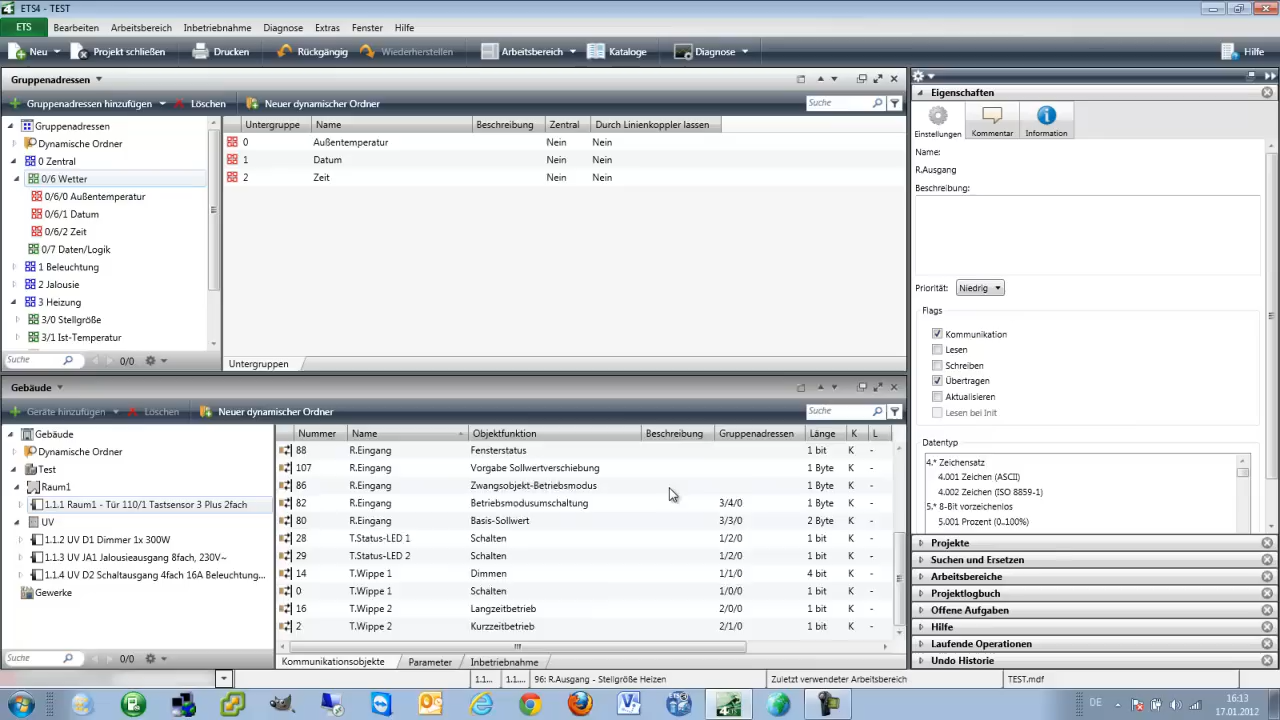 ETS4 - TEST
ETS Bearbeiten Arbeitsbereich Inbetriebnahme Diagnose Extras Fenster Hilfe
Neu Projekt schließen Drucken Rückgängig Wiederherstellen Arbeitsbereich Kataloge Diagnose Hilfe
Gruppenadressen
Gruppenadressen hinzufügen Löschen Neuer dynamischer Ordner Suche
Gruppenadressen
Dynamische Ordner
0 Zentral
0/6 Wetter
0/6/0 Außentemperatur
0/6/1 Datum
0/6/2 Zeit
0/7 Daten/Logik
1 Beleuchtung
2 Jalousie
3 Heizung
3/0 Stellgröße
3/1 Ist-Temperatur
Suche 0/0
Untergruppe Name Beschreibung Zentral Durch Linienkoppler lassen
0 Außentemperatur Nein Nein
1 Datum Nein Nein
2 Zeit Nein Nein
Untergruppen
Gebäude
Geräte hinzufügen Löschen Neuer dynamischer Ordner Suche
Gebäude
Dynamische Ordner
Test
Raum1
1.1.1 Raum1 - Tür 110/1 Tastsensor 3 Plus 2fach
UV
1.1.2 UV D1 Dimmer 1x 300W
1.1.3 UV JA1 Jalousieausgang 8fach, 230V~
1.1.4 UV D2 Schaltausgang 4fach 16A Beleuchtung...
Gewerke
Suche 0/0
Nummer Name Objektfunktion Beschreibung Gruppenadressen Länge K L
88 R.Eingang Fensterstatus 1 bit K -
107 R.Eingang Vorgabe Sollwertverschiebung 1 Byte K -
86 R.Eingang Zwangsobjekt-Betriebsmodus 1 Byte K -
82 R.Eingang Betriebsmodusumschaltung 3/4/0 1 Byte K -
80 R.Eingang Basis-Sollwert 3/3/0 2 Byte K -
28 T.Status-LED 1 Schalten 1/2/0 1 bit K -
29 T.Status-LED 2 Schalten 1/2/0 1 bit K -
14 T.Wippe 1 Dimmen 1/1/0 4 bit K -
0 T.Wippe 1 Schalten 1/0/0 1 bit K -
16 T.Wippe 2 Langzeitbetrieb 2/0/0 1 bit K -
2 T.Wippe 2 Kurzzeitbetrieb 2/1/0 1 bit K -
Kommunikationsobjekte Parameter Inbetriebnahme
Eigenschaften
Einstellungen Kommentar Information
Name:
R.Ausgang
Beschreibung:
Priorität: Niedrig
Flags
Kommunikation
Lesen
Schreiben
Übertragen
Aktualisieren
Lesen bei Init
Datentyp
4.* Zeichensatz
4.001 Zeichen (ASCII)
4.002 Zeichen (ISO 8859-1)
5.* 8-Bit vorzeichenlos
5.001 Prozent (0..100%)
Projekte
Suchen und Ersetzen
Arbeitsbereiche
Projektlogbuch
Offene Aufgaben
Hilfe
Laufende Operationen
Undo Historie
1.1... 1.1.... 96: R.Ausgang - Stellgröße Heizen Zuletzt verwendeter Arbeitsbereich TEST.mdf
DE 16:13
17.01.2012